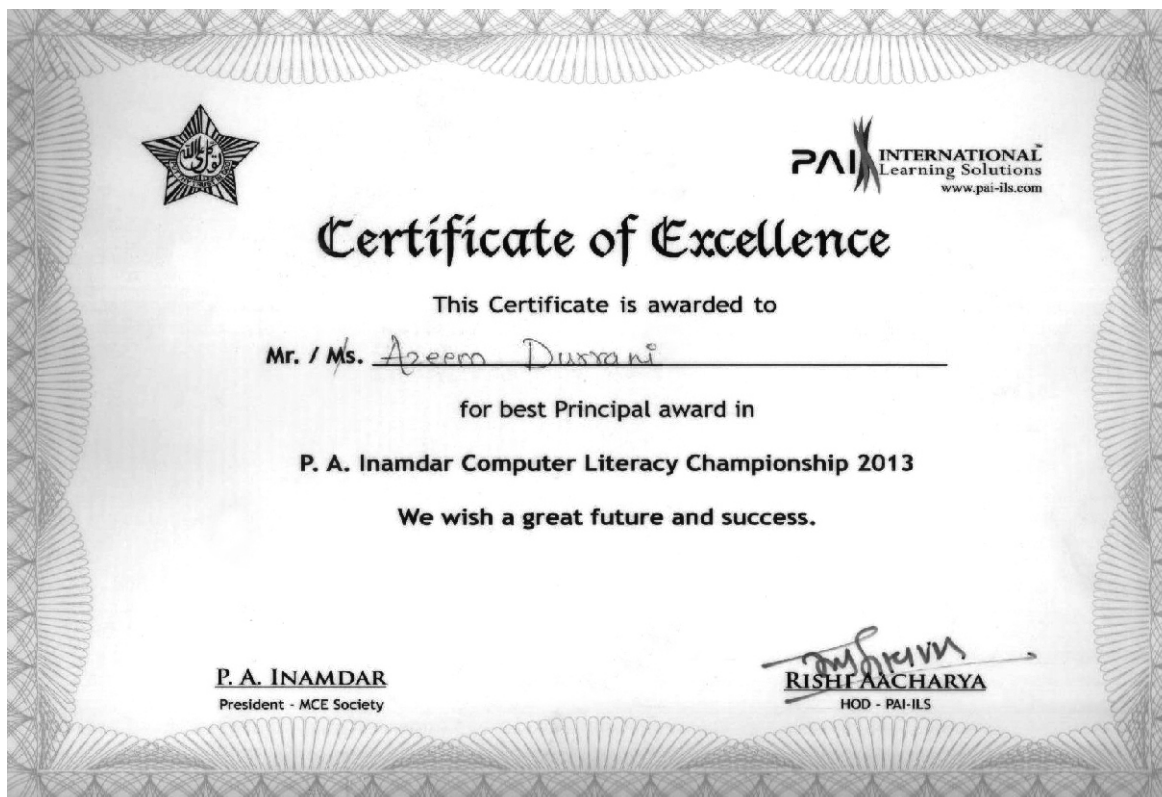 PAI INTERNATIONAL
Learning Solutions
www.pai-ils.com
Certificate of Excellence
This Certificate is awarded to
Mr. / Ms. Azeem Durrani
for best Principal award in
P. A. Inamdar Computer Literacy Championship 2013
We wish a great future and success.
P. A. INAMDAR
President - MCE Society
RISHI AACHARYA
HOD - PAI-ILS